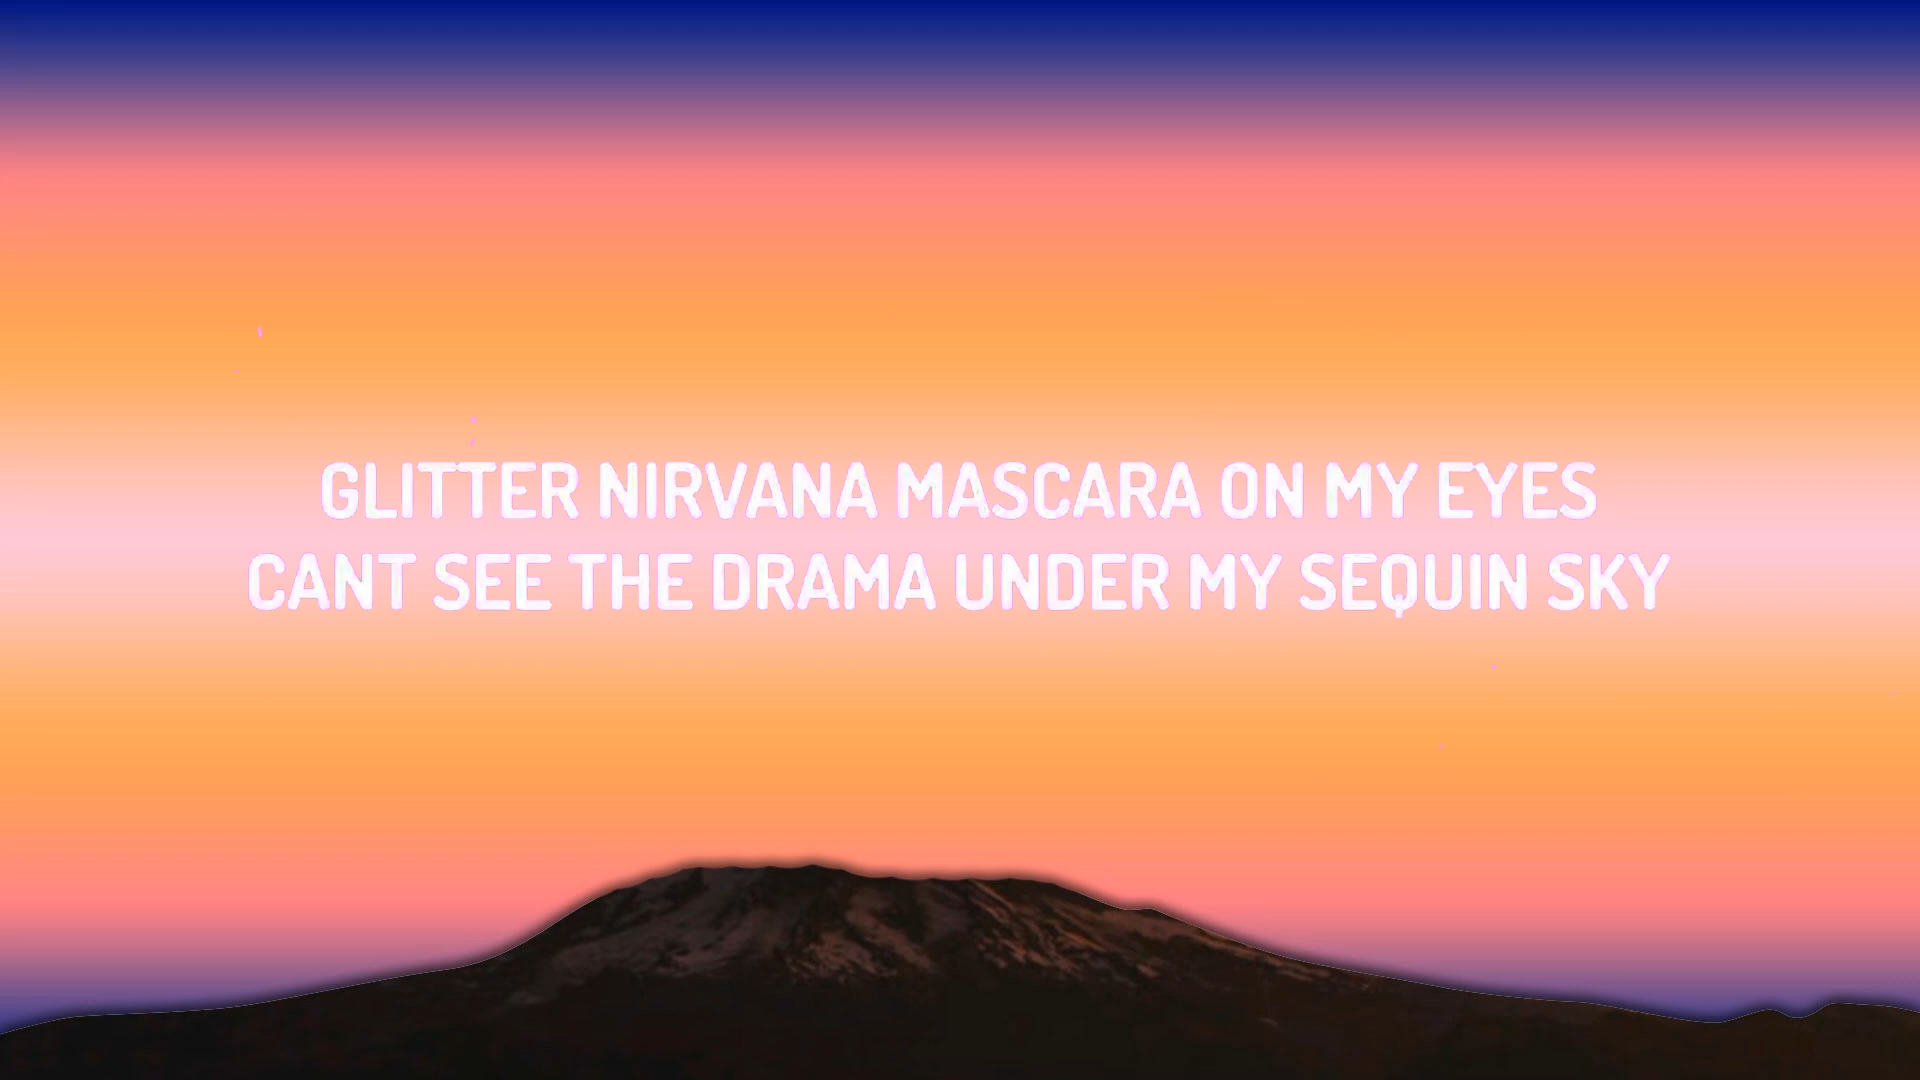 GLITTER NIRVANA MASCARA ON MY EYES
CANT SEE THE DRAMA UNDER MY SEQUIN SKY